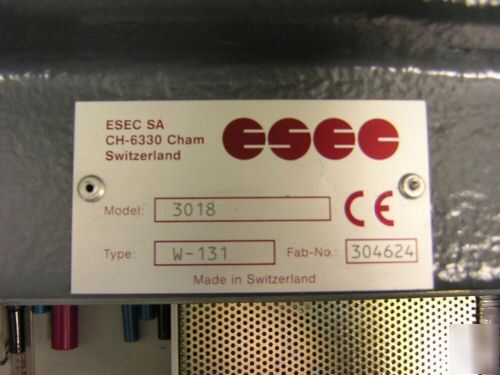 ESEC SA
CH-6330 Cham
Switzerland
esec
Model: 3018
CE
Type: W-131 Fab-No.: 304624
Made in Switzerland